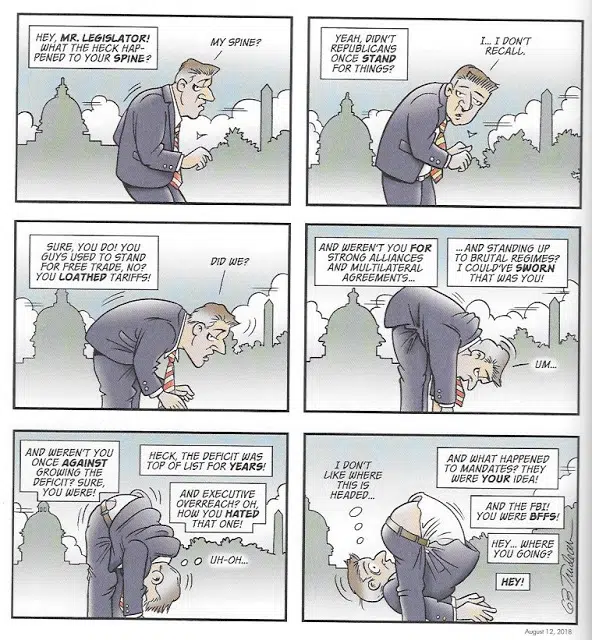 HEY, MR. LEGISLATOR!
WHAT THE HECK HAP-
PENED TO YOUR SPINE?
MY SPINE?
YEAH, DIDN'T
REPUBLICANS
ONCE STAND
FOR THINGS?
I... I DON'T
RECALL.
SURE, YOU DO! YOU
GUYS USED TO STAND
FOR FREE TRADE, NO?
YOU LOATHED TARIFFS!
DID WE?
AND WEREN'T YOU FOR
STRONG ALLIANCES
AND MULTILATERAL
AGREEMENTS...
...AND STANDING UP
TO BRUTAL REGIMES?
I COULD'VE SWORN
THAT WAS YOU!
UM...
AND WEREN'T YOU
ONCE AGAINST
GROWING THE
DEFICIT? SURE,
YOU WERE!
HECK, THE DEFICIT WAS
TOP OF LIST FOR YEARS!
AND EXECUTIVE
OVERREACH? OH,
HOW YOU HATED
THAT ONE!
UH-OH...
I DON'T
LIKE WHERE
THIS IS
HEADED...
AND WHAT HAPPENED
TO MANDATES? THEY
WERE YOUR IDEA!
AND THE FBI!
YOU WERE BFFS!
HEY... WHERE
YOU GOING?
HEY!
GB Trudeau
August 12, 2018